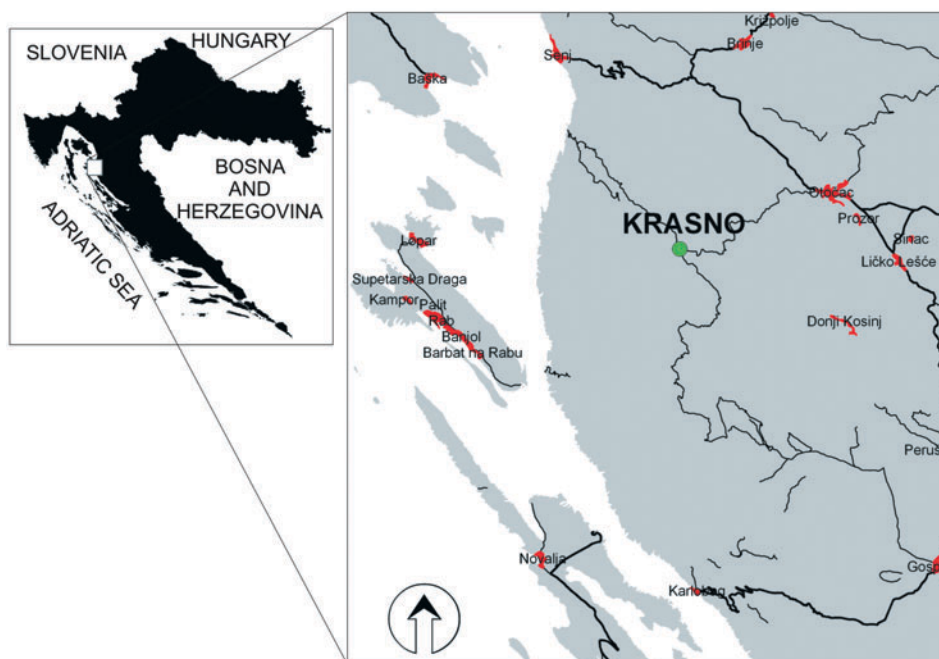 SLOVENIA
HUNGARY
BOSNA
AND
HERZEGOVINA
ADRIATIC SEA
Križpolje
Brinje
Senj
Baška
Otočac
Prozor
KRASNO
Sinac
Lopar
Ličko Lešće
Supetarska Draga
Kampor
Palit
Rab
Donji Kosinj
Banjol
Barbat na Rabu
Peruš
Novalja
Gosp
Karlobag